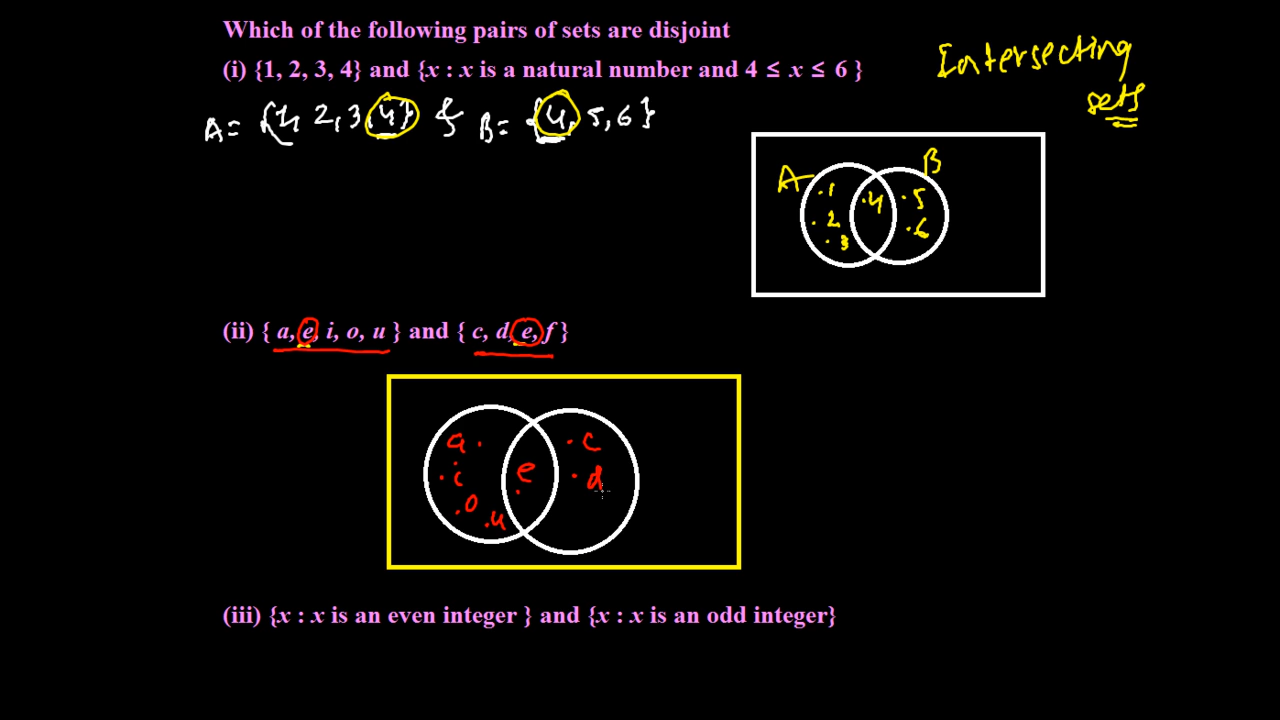 Which of the following pairs of sets are disjoint
(i) {1, 2, 3, 4} and {x : x is a natural number and 4 ≤ x ≤ 6 }
Intersecting
sets
A= {1, 2, 3, 4} & B= {4, 5, 6}
A B
.1 .4 .5
.2 .6
.3
(ii) { a, e, i, o, u } and { c, d, e, f }
a . . c
. i e . d
. o
. u
(iii) {x : x is an even integer } and {x : x is an odd integer}